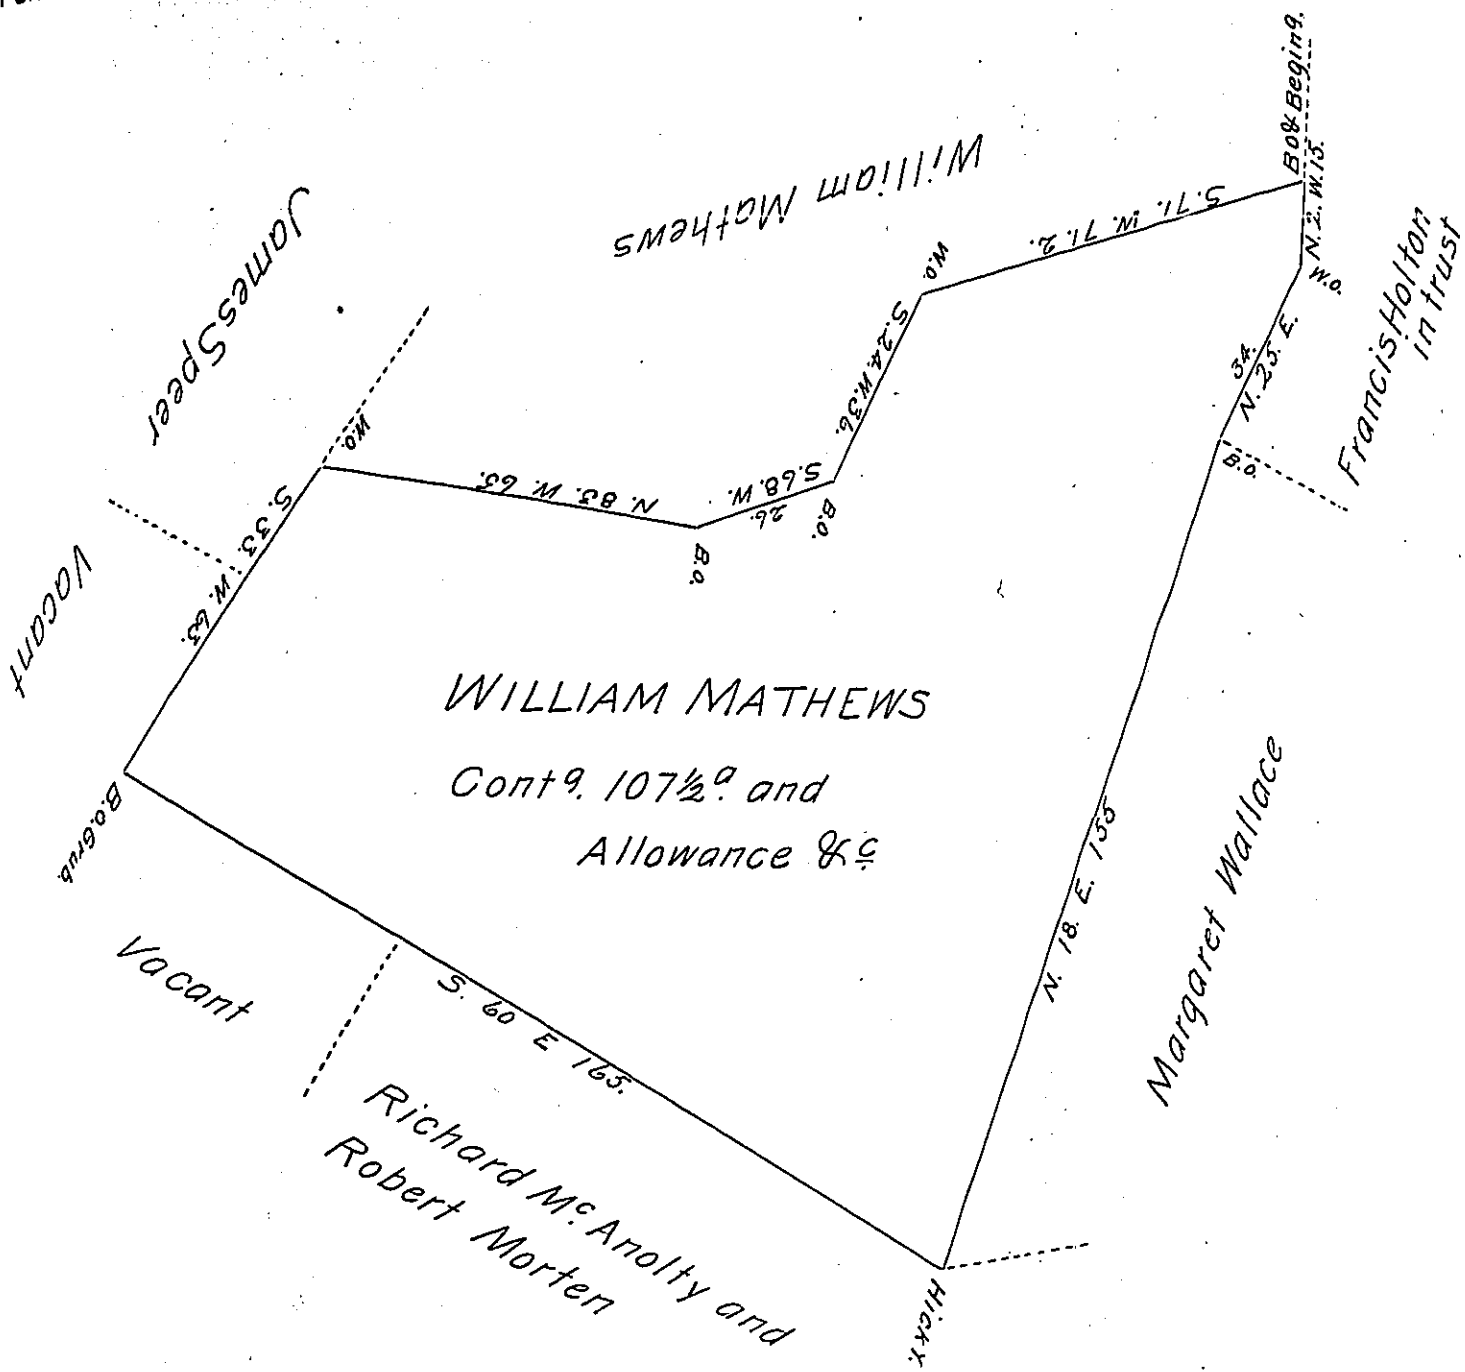 B.O. & Begin g.
N. 2. W. 15.
W.O.
Francis Holton
in trust
34.
N. 25. E.
B.O.
William Mathews
S. 71. W. 71.2.
W.O.
S. 24. W. 36.
B.O.
S. 68. W.
26.
B.O.
N. 83. W. 65.
W.O.
James Speer
S. 33. W. 63.
Vacant
B.O. Grub.
WILLIAM MATHEWS
Cont g. 107½ a. and
Allowance & c
Vacant
S. 60 E 165.
Richard Mc. Anolty and
Robert Morten
Hick y.
N. 18. E. 155
Margaret Wallace